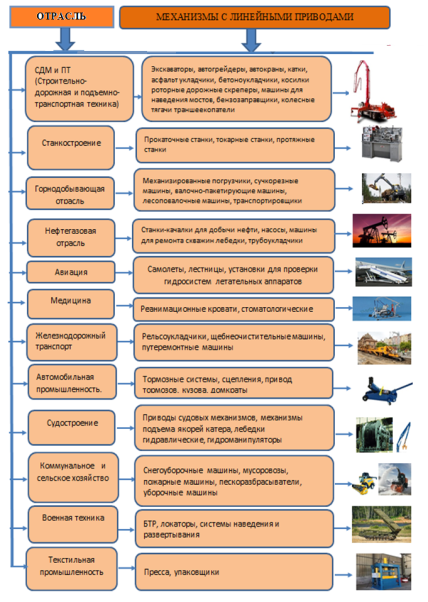 ОТРАСЛЬ
МЕХАНИЗМЫ С ЛИНЕЙНЫМИ ПРИВОДАМИ
СДМ и ПТ
(Строительно-
дорожная и подъемно-
транспортная техника)
Экскаваторы, автогрейдеры, автокраны, катки,
асфальтукладчики, бетоноукладчики, косилки
роторные дорожные скреперы, машины для
наведения мостов, бензозаправщики, колесные
тягачи траншеекопатели
Станкостроение
Прокаточные станки, токарные станки, протяжные
станки
Горнодобывающая
отрасль
Механизированные погрузчики, сучкорезные
машины, валочно-пакетирующие машины,
лесоповалочные машины, транспортировщики
Нефтегазовая
отрасль
Станки-качалки для добычи нефти, насосы, машины
для ремонта скважин лебедки, трубоукладчики
Авиация
Самолеты, лестницы, установки для проверки
гидросистем летательных аппаратов
Медицина
Реанимационные кровати, стоматологические
Железнодорожный
транспорт
Рельсоукладчики, щебнеочистительные машины,
путеремонтные машины
Автомобильная
промышленность.
Тормозные системы, сцепления, привод
тормозов, кузова, домкраты
Судостроение
Приводы судовых механизмов, механизмы
подъема якорей катера, лебедки
гидравлические, гидроманипуляторы
Коммунальное и
сельское хозяйство
Снегоуборочные машины, мусоровозы,
пожарные машины, пескоразбрасыватели,
уборочные машины
Военная техника
БТР, локаторы, системы наведения и
развертывания
Текстильная
промышленность
Пресса, упаковщики